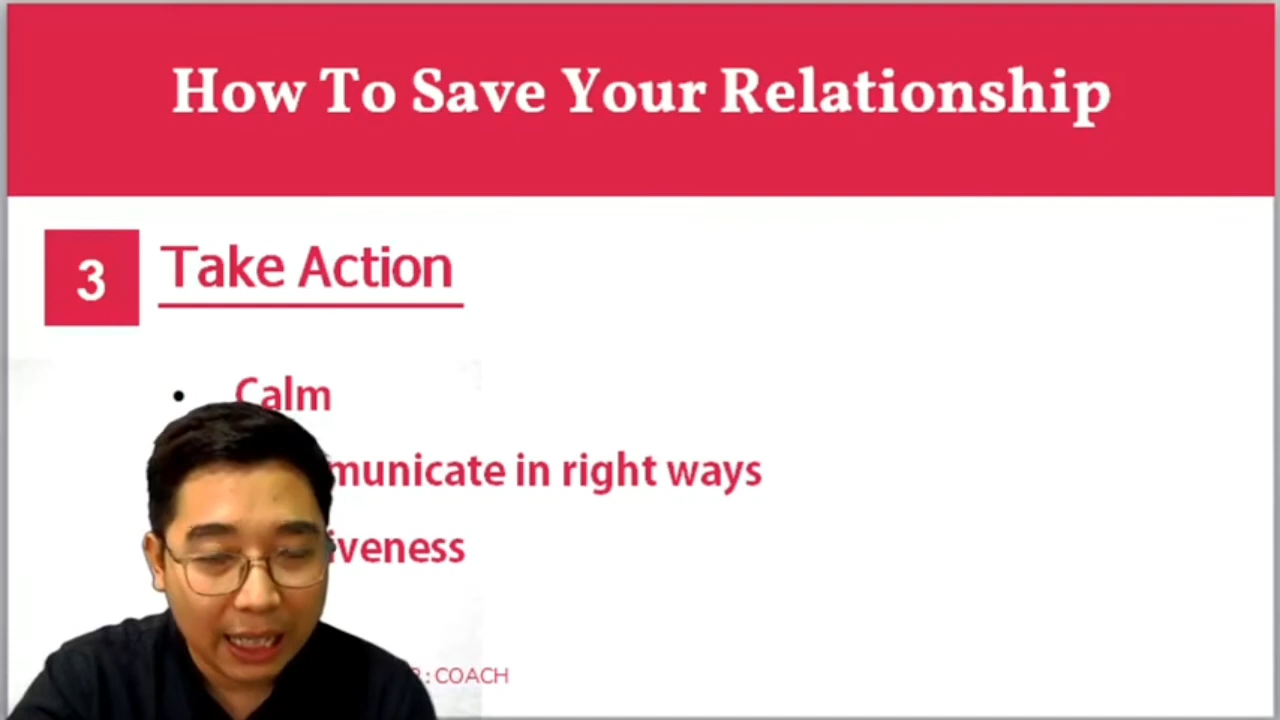 How To Save Your Relationship
3 Take Action
• Calm
municate in right ways
iveness
: COACH